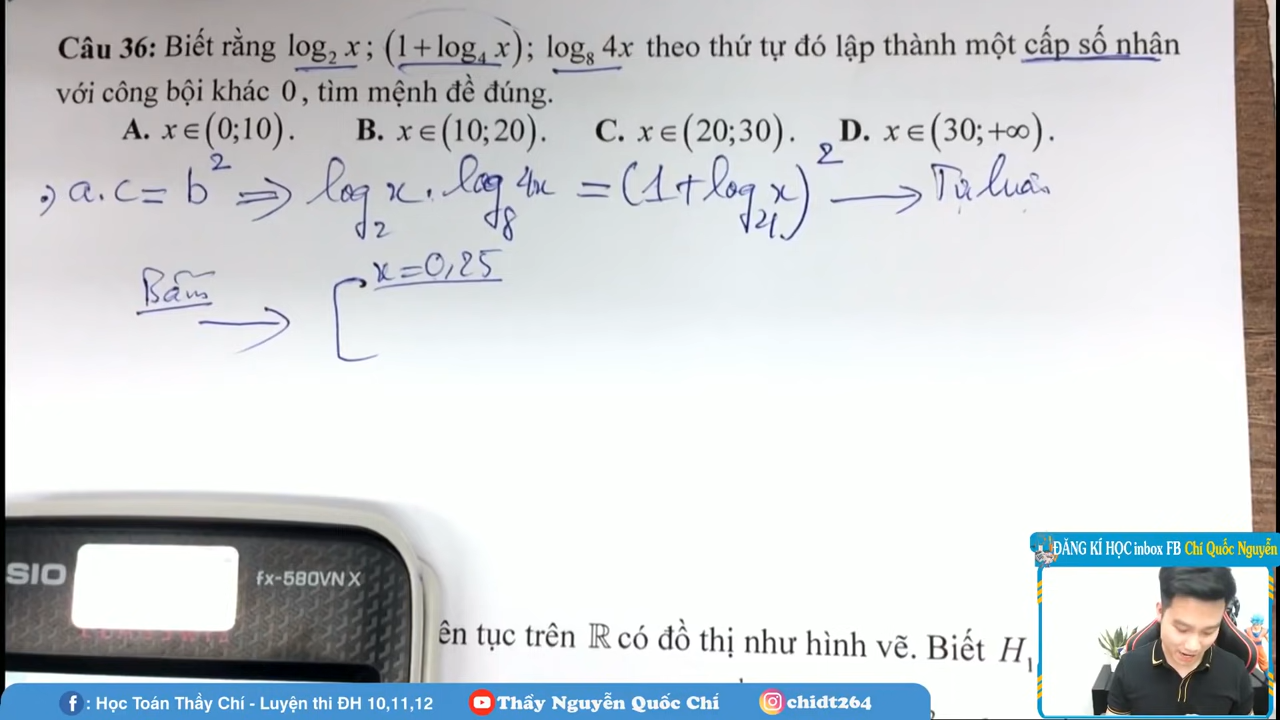 Câu 36: Biết rằng log₂ x ; (1 + log₄ x) ; log₈ 4x theo thứ tự đó lập thành một cấp số nhân
với công bội khác 0 , tìm mệnh đề đúng.
A. x ∈ (0;10). B. x ∈ (10;20). C. x ∈ (20;30). D. x ∈ (30;+∞).
a.c = b² ⇒ log₂ x . log₈ 4x = (1 + log₄ x)² → Tự luận
x = 0,25
Bấm → [
SIO
fx-580VN X
ên tục trên ℝ có đồ thị như hình vẽ. Biết H₁
ĐĂNG KÍ HỌC inbox FB Chí Quốc Nguyễn
: Học Toán Thầy Chí - Luyện thi ĐH 10,11,12 Thầy Nguyễn Quốc Chí chidt264